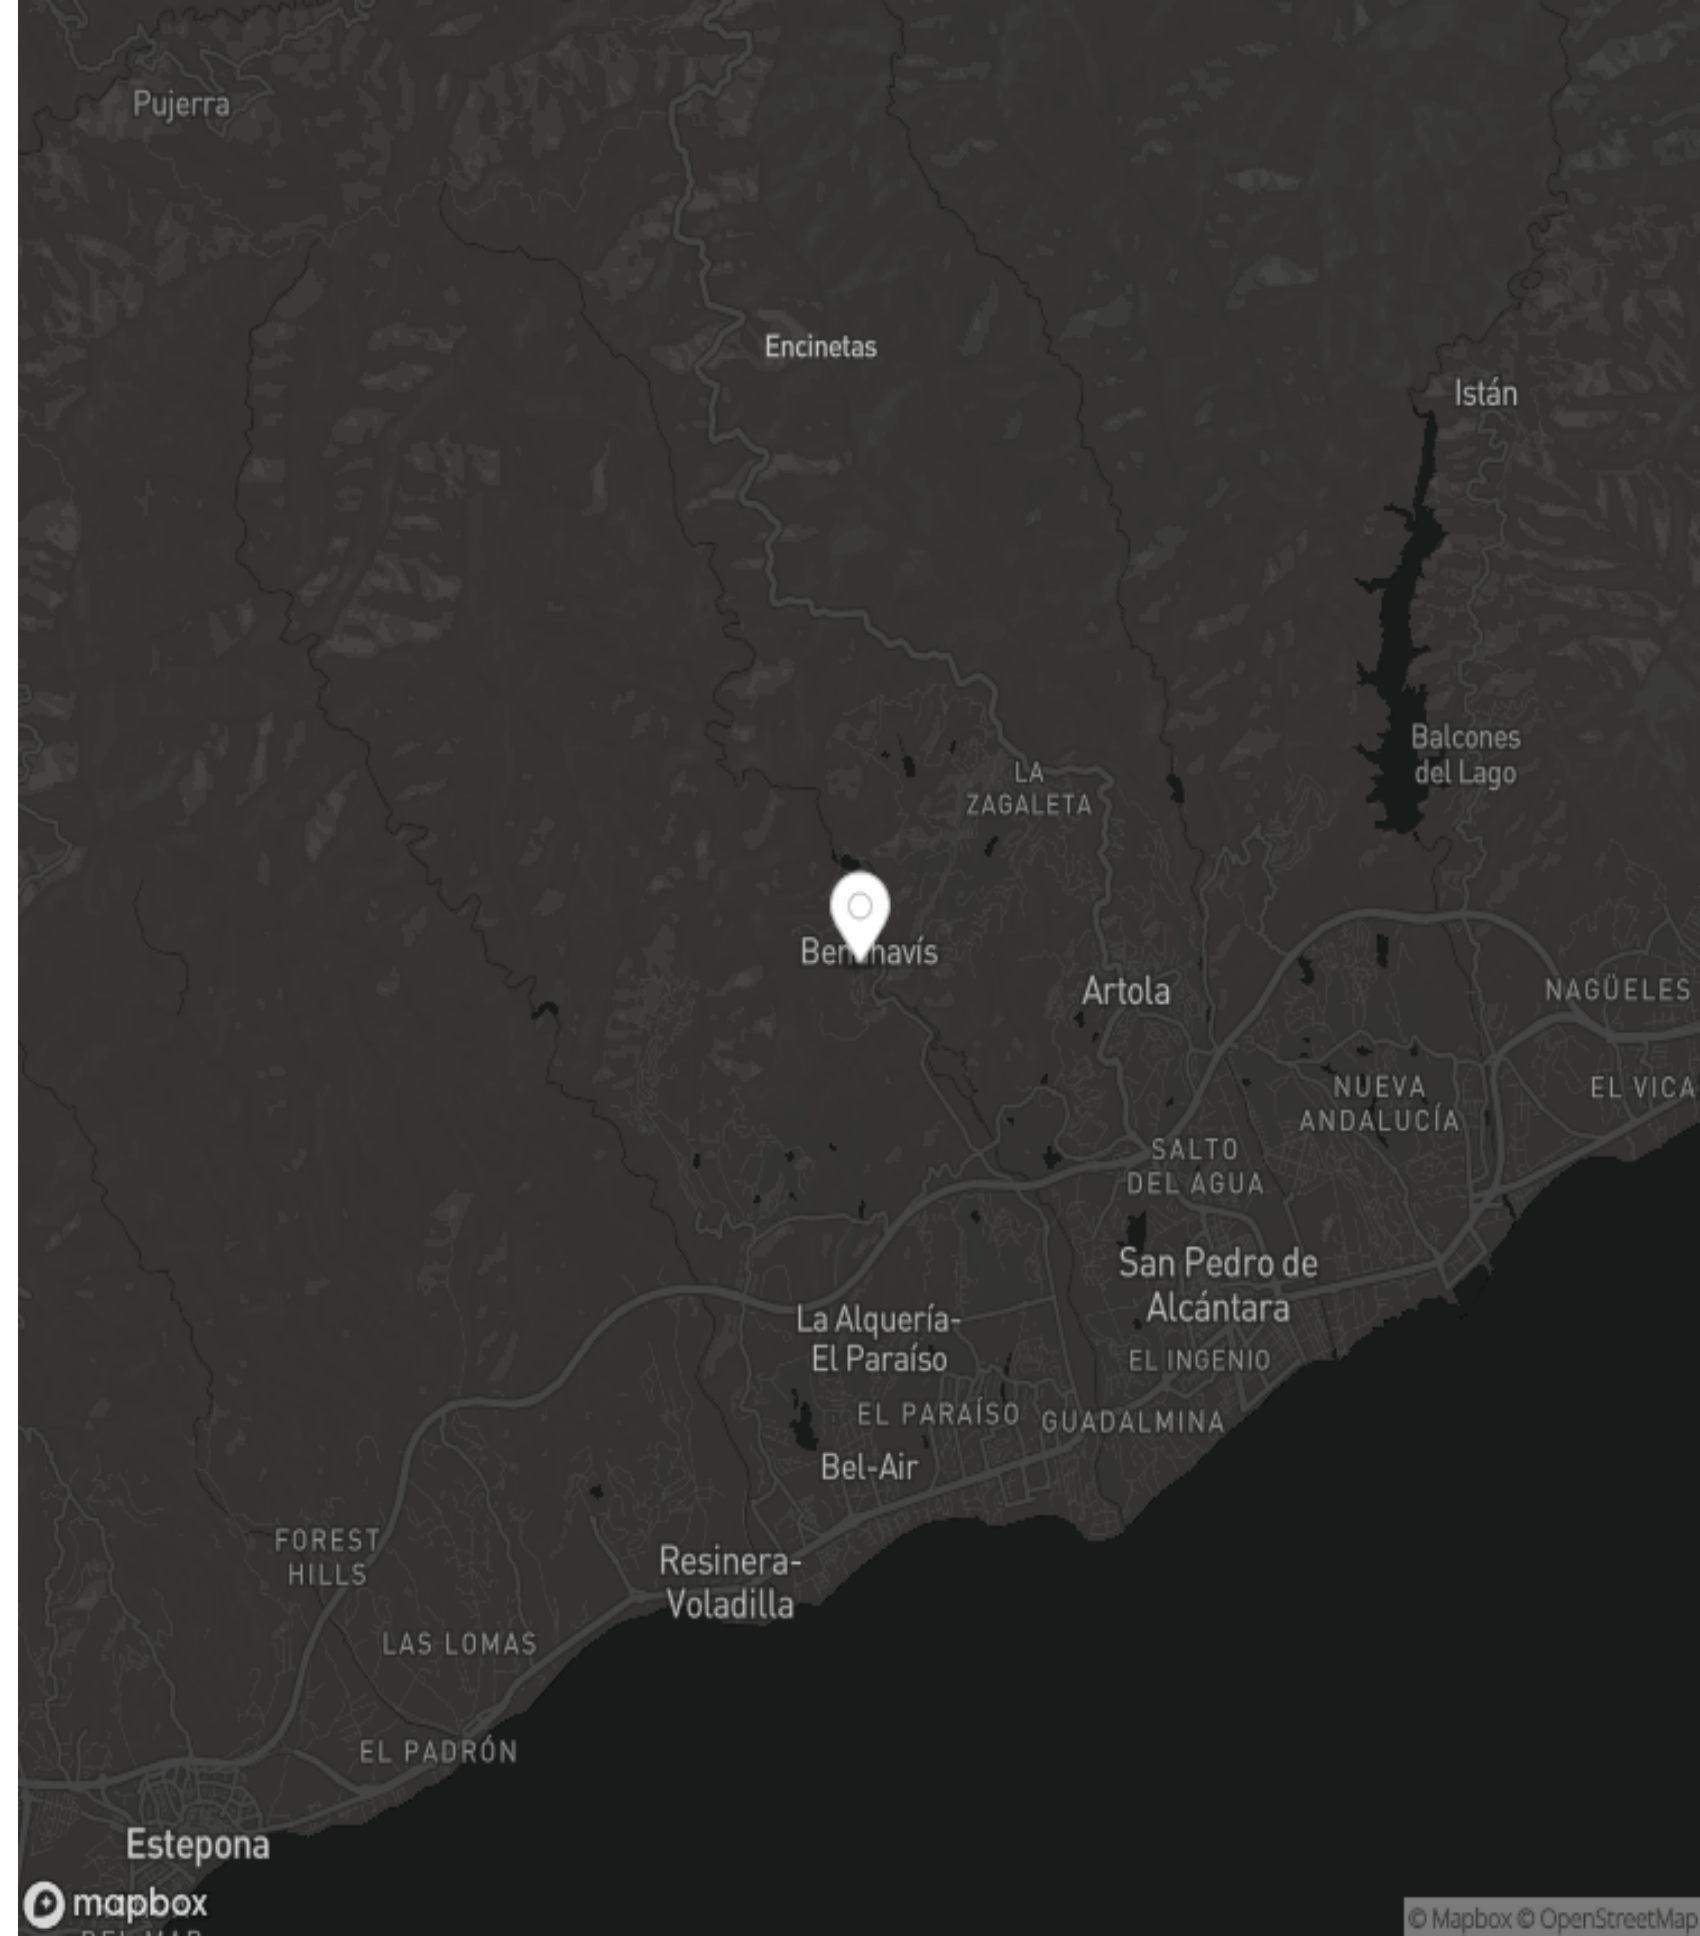 Pujerra
Encinetas
Istán
Balcones
del Lago
LA
ZAGALETA
Artola
NAGÜELES
NUEVA
ANDALUCÍA
EL VICA
SALTO
DEL AGUA
San Pedro de
Alcántara
La Alquería-
El Paraíso
EL INGENIO
EL PARAÍSO
GUADALMINA
Bel-Air
FOREST
HILLS
Resinera-
Voladilla
LAS LOMAS
EL PADRÓN
Estepona
mapbox
© Mapbox © OpenStreetMap